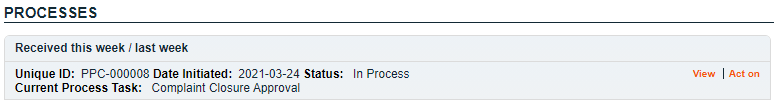 PROCESSES
Received this week / last week
Unique ID: PPC-000008 Date Initiated: 2021-03-24 Status: In Process View | Act on
Current Process Task: Complaint Closure Approval